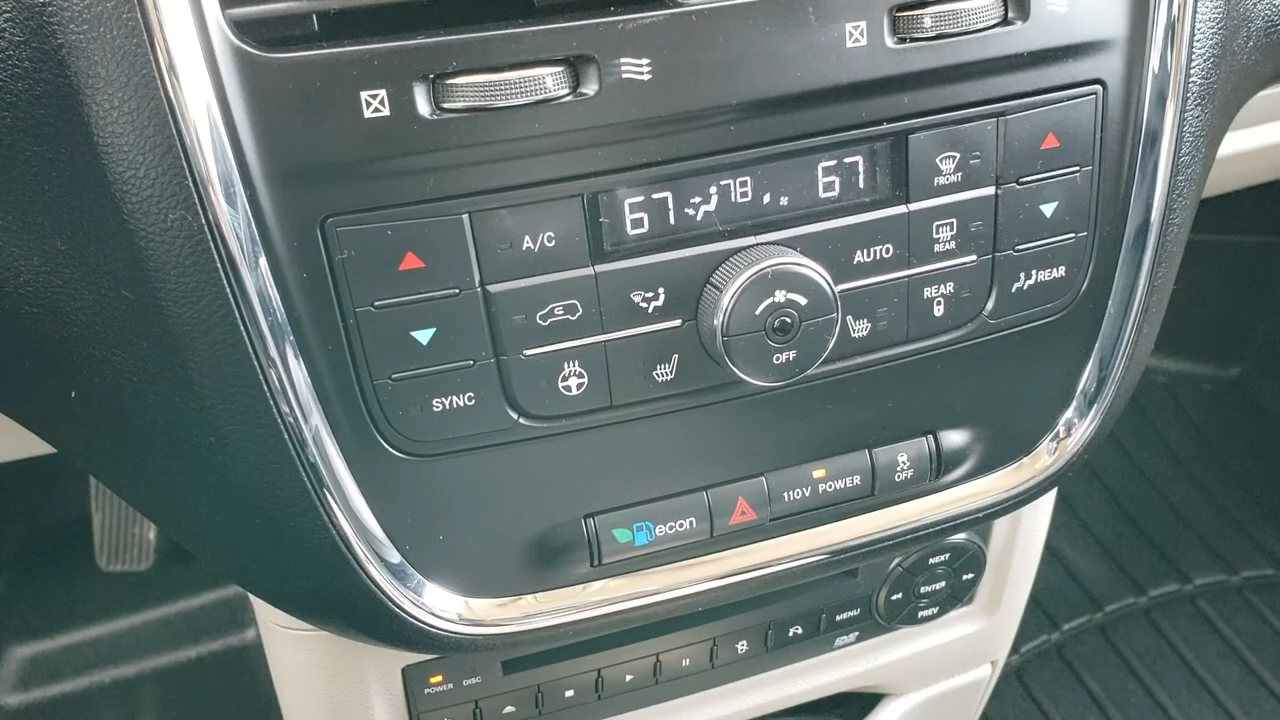 67 78 67
FRONT
A/C
AUTO
REAR
REAR
REAR
SYNC
OFF
econ
110V POWER
OFF
NEXT
ENTER
PREV
MENU
DVD
POWER DISC